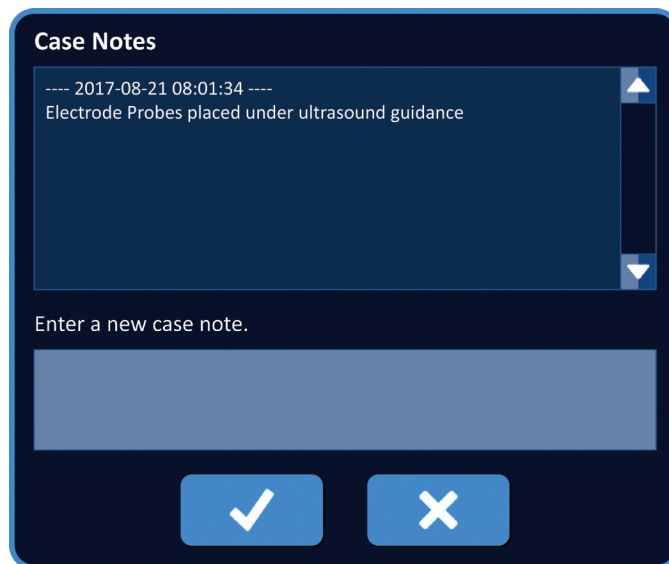 Case Notes
---- 2017-08-21 08:01:34 ----
Electrode Probes placed under ultrasound guidance
Enter a new case note.